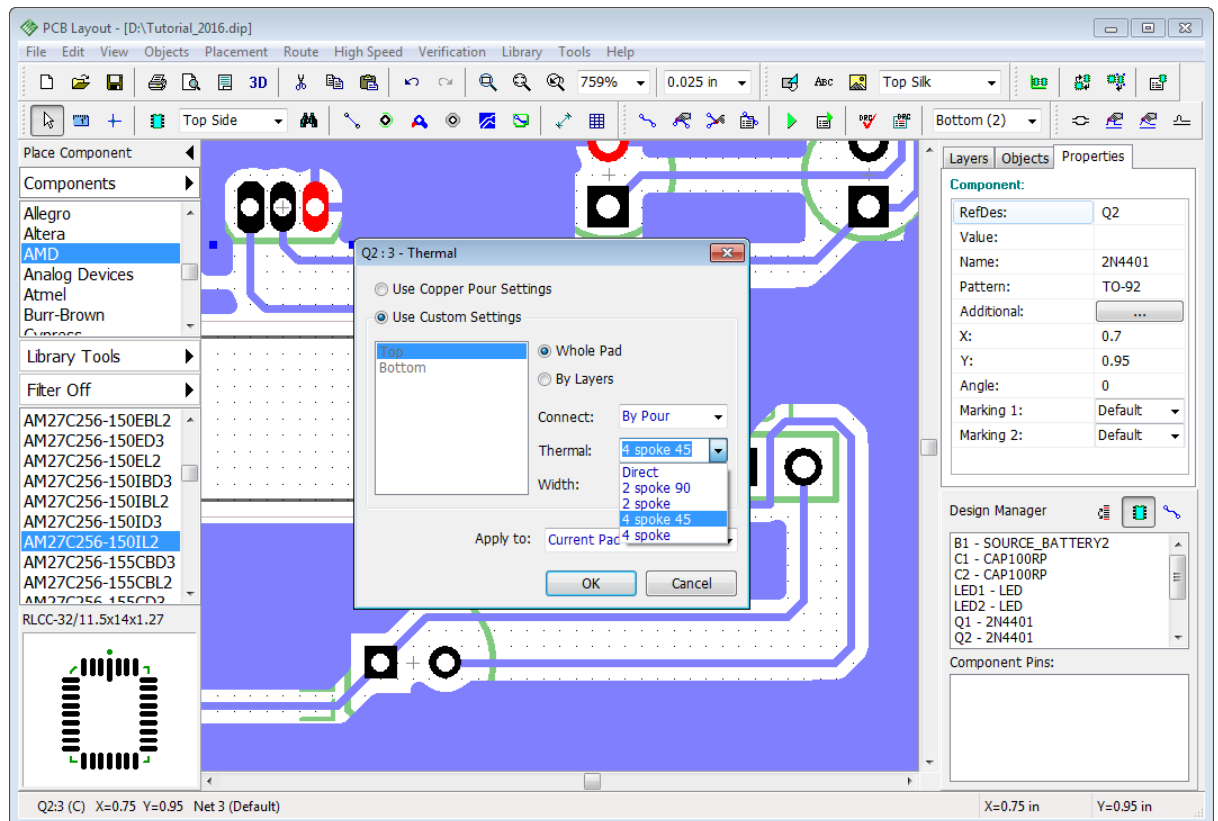 PCB Layout - [D:\Tutorial_2016.dip]
File Edit View Objects Placement Route High Speed Verification Library Tools Help
3D 759% 0.025 in ABC Top Silk
Top Side DRC DRC Bottom (2)
Place Component
Components
Allegro
Altera
AMD
Analog Devices
Atmel
Burr-Brown
Cypress
Library Tools
Filter Off
AM27C256-150EBL2
AM27C256-150ED3
AM27C256-150EL2
AM27C256-150IBD3
AM27C256-150IBL2
AM27C256-150ID3
AM27C256-150IL2
AM27C256-155CBD3
AM27C256-155CBL2
AM27C256-155CD3
RLCC-32/11.5x14x1.27
Q2 : 3 - Thermal
Use Copper Pour Settings
Use Custom Settings
Top
Bottom
Whole Pad
By Layers
Connect: By Pour
Thermal: 4 spoke 45
Direct
2 spoke 90
Width:
2 spoke
4 spoke 45
4 spoke
Apply to: Current Pad
OK Cancel
Layers Objects Properties
Component:
RefDes: Q2
Value:
Name: 2N4401
Pattern: TO-92
Additional: ...
X: 0.7
Y: 0.95
Angle: 0
Marking 1: Default
Marking 2: Default
Design Manager
B1 - SOURCE_BATTERY2
C1 - CAP100RP
C2 - CAP100RP
LED1 - LED
LED2 - LED
Q1 - 2N4401
Q2 - 2N4401
Component Pins:
Q2:3 (C) X=0.75 Y=0.95 Net 3 (Default) X=0.75 in Y=0.95 in